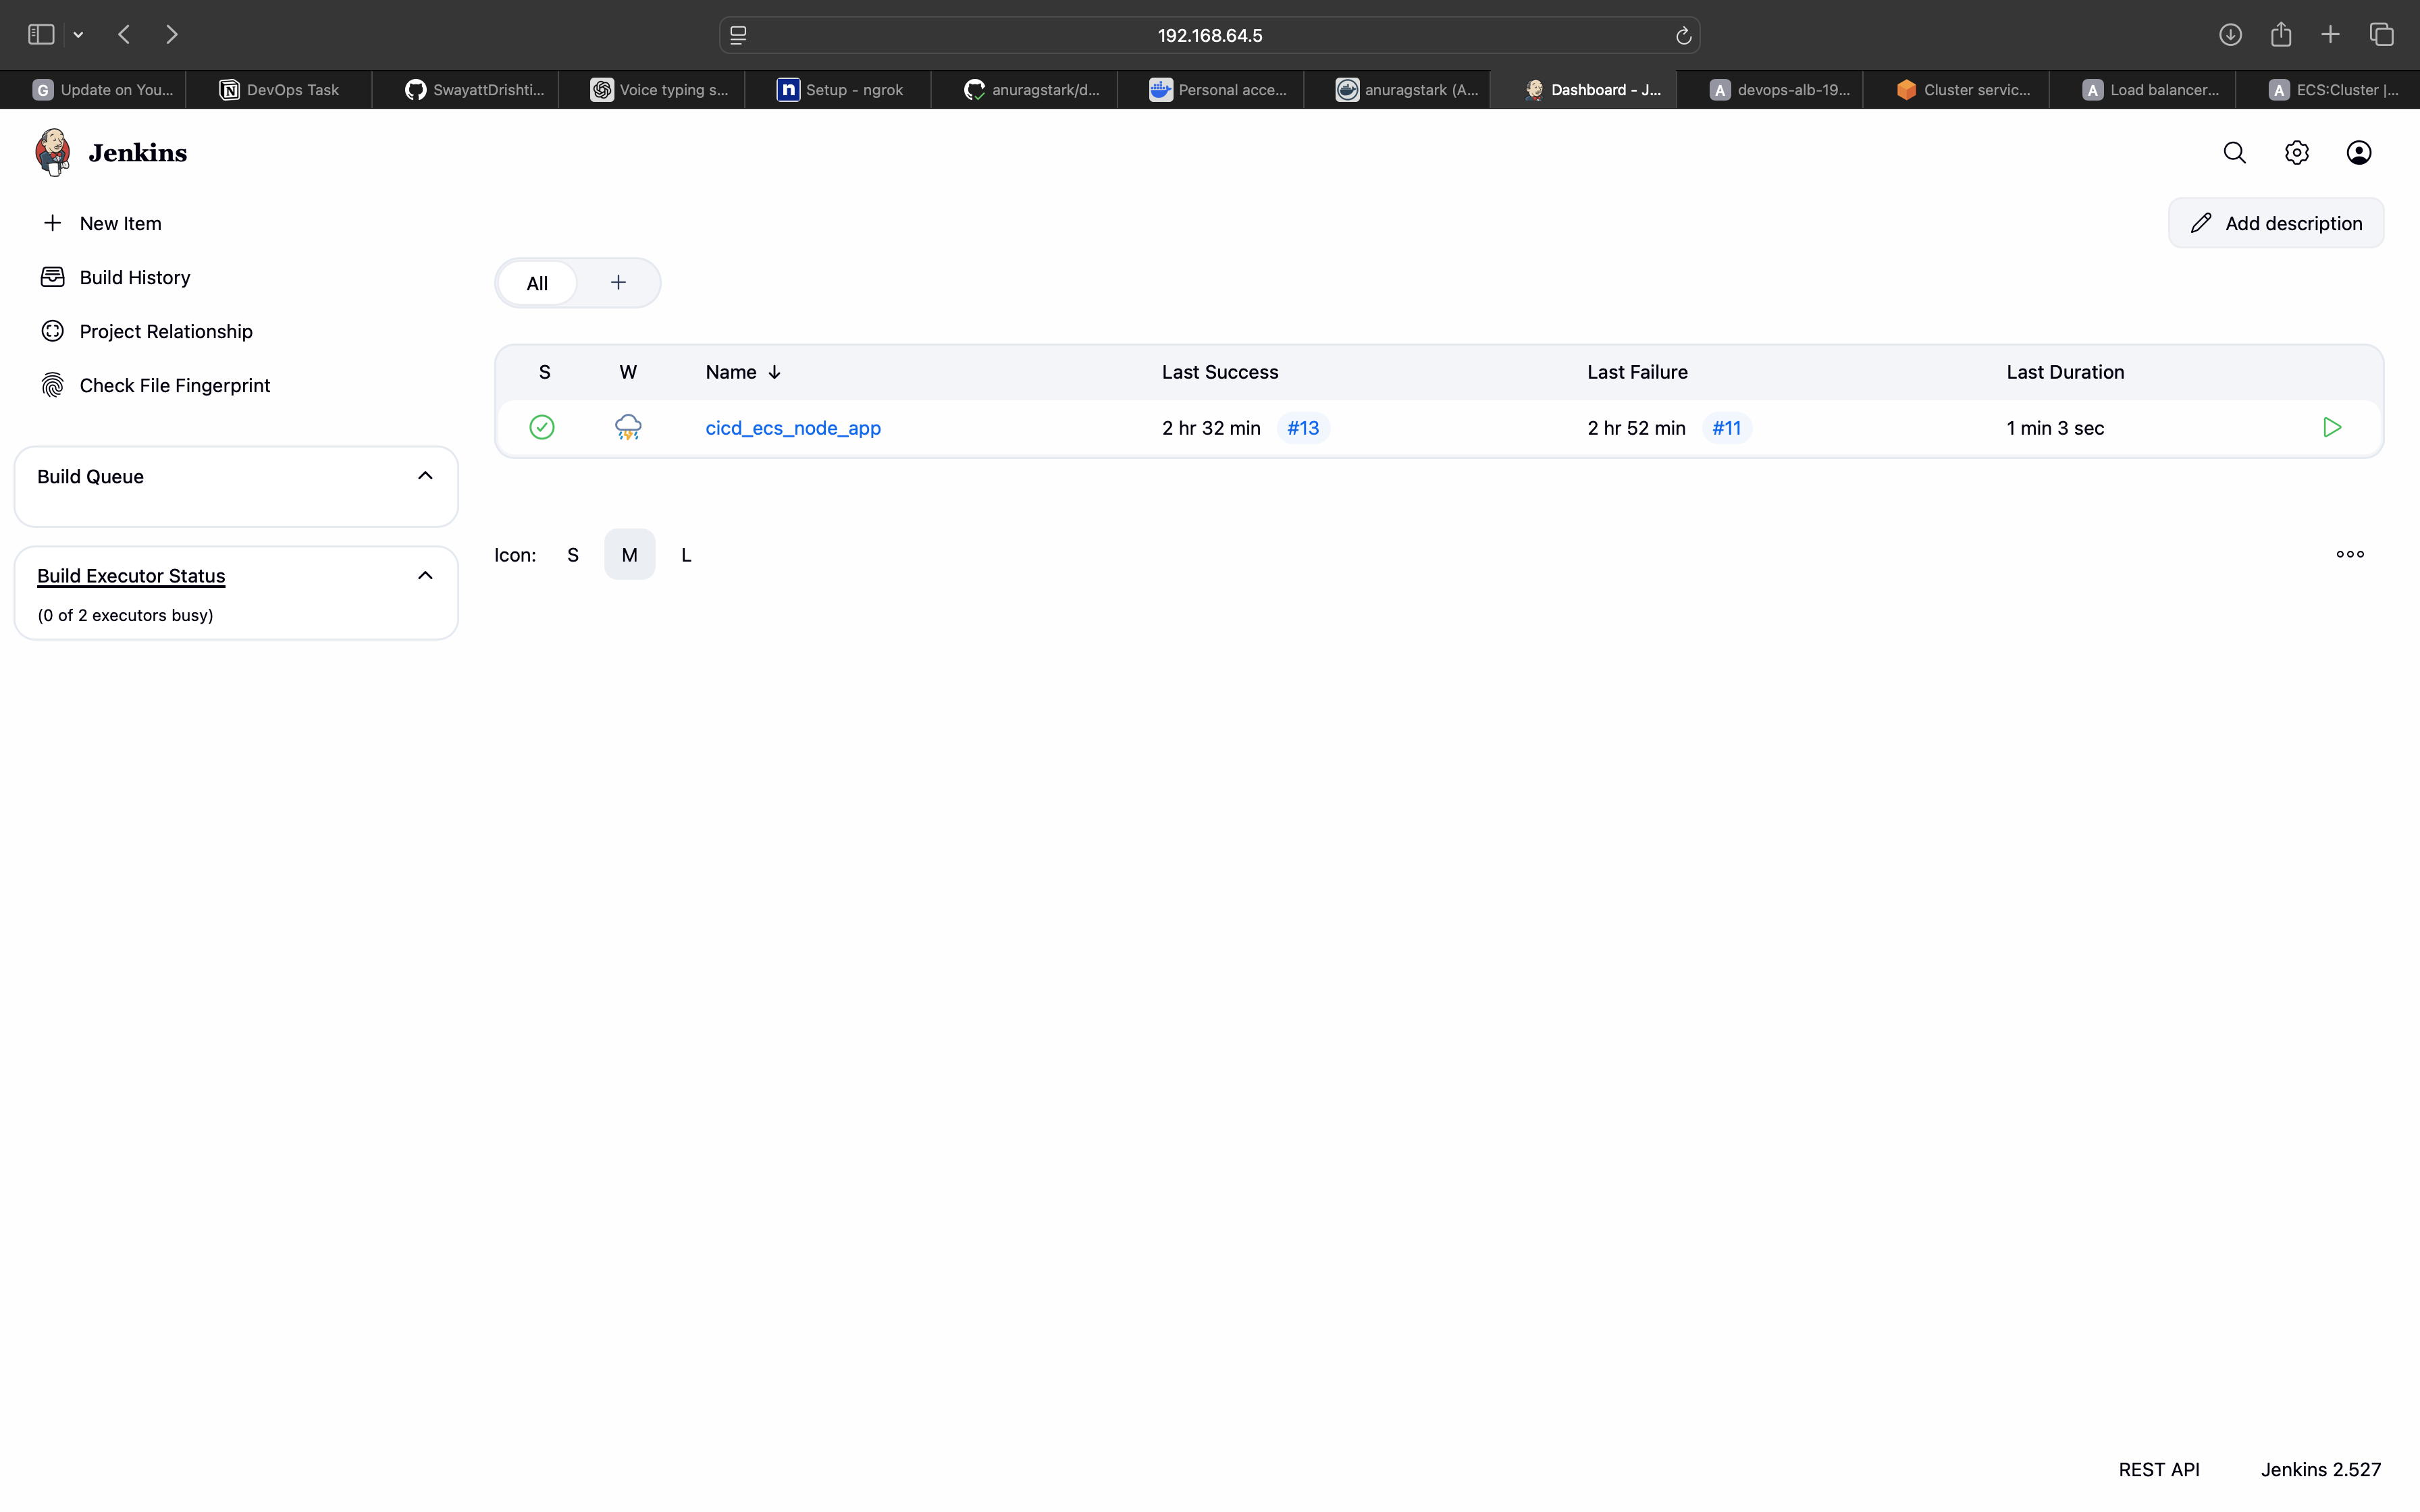 192.168.64.5
G Update on You...
DevOps Task
SwayattDrishti...
Voice typing s...
n Setup - ngrok
anuragstark/d...
Personal acce...
anuragstark (A...
Dashboard - J...
A devops-alb-19...
Cluster servic...
A Load balancer...
A ECS:Cluster |...
Jenkins
New Item
Add description
Build History
All +
Project Relationship
Check File Fingerprint
S W Name ↓ Last Success Last Failure Last Duration
cicd_ecs_node_app 2 hr 32 min #13 2 hr 52 min #11 1 min 3 sec
Build Queue
Icon: S M L
Build Executor Status
(0 of 2 executors busy)
REST API Jenkins 2.527